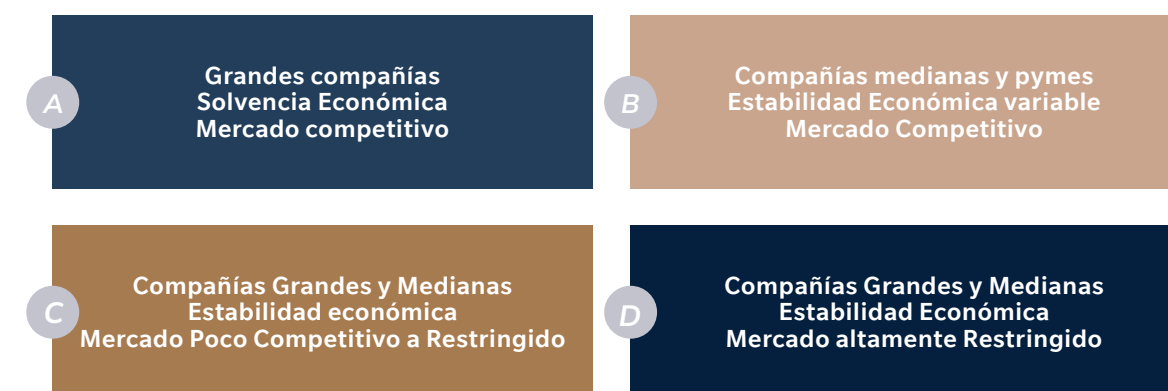 A
Grandes compañías
Solvencia Económica
Mercado competitivo
B
Compañías medianas y pymes
Estabilidad Económica variable
Mercado Competitivo
C
Compañías Grandes y Medianas
Estabilidad económica
Mercado Poco Competitivo a Restringido
D
Compañías Grandes y Medianas
Estabilidad Económica
Mercado altamente Restringido